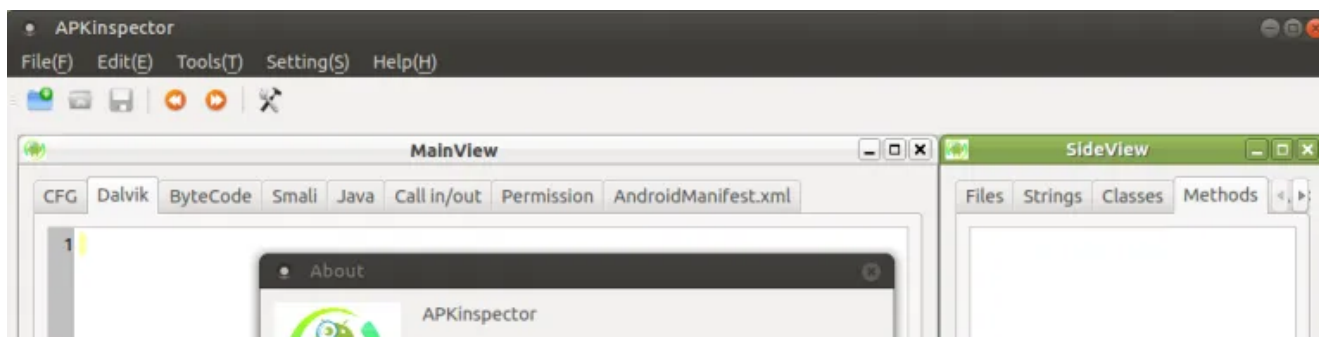 APKinspector
File(F) Edit(E) Tools(T) Setting(S) Help(H)
MainView
SideView
CFG Dalvik ByteCode Smali Java Call in/out Permission AndroidManifest.xml
Files Strings Classes Methods
1
About
APKinspector